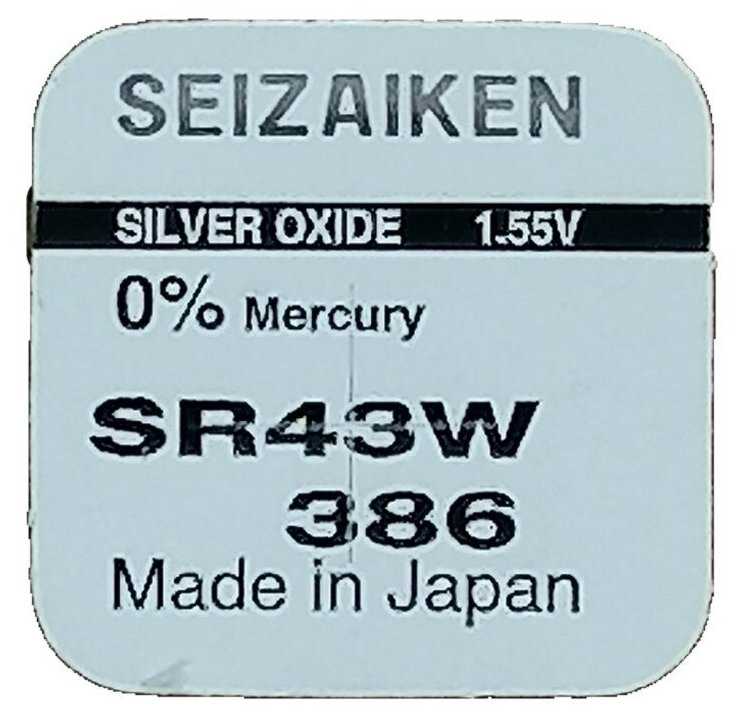 SEIZAIKEN
SILVER OXIDE 1.55V
0% Mercury
SR43W
386
Made in Japan